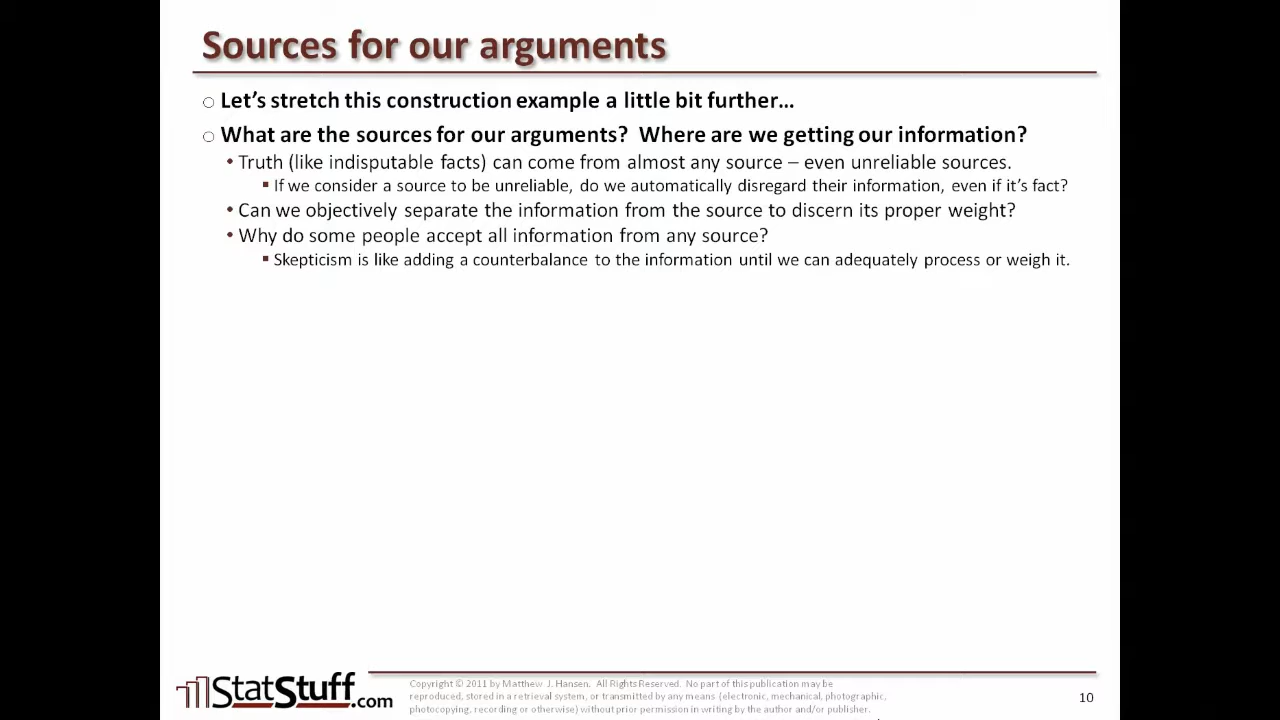 Sources for our arguments
○ Let’s stretch this construction example a little bit further…
○ What are the sources for our arguments?  Where are we getting our information?
• Truth (like indisputable facts) can come from almost any source – even unreliable sources.
▪ If we consider a source to be unreliable, do we automatically disregard their information, even if it’s fact?
• Can we objectively separate the information from the source to discern its proper weight?
• Why do some people accept all information from any source?
▪ Skepticism is like adding a counterbalance to the information until we can adequately process or weigh it.
StatStuff.com
Copyright © 2011 by Matthew J. Hansen. All Rights Reserved. No part of this publication may be
reproduced, stored in a retrieval system, or transmitted by any means (electronic, mechanical, photographic,
photocopying, recording or otherwise) without prior permission in writing by the author and/or publisher.
10